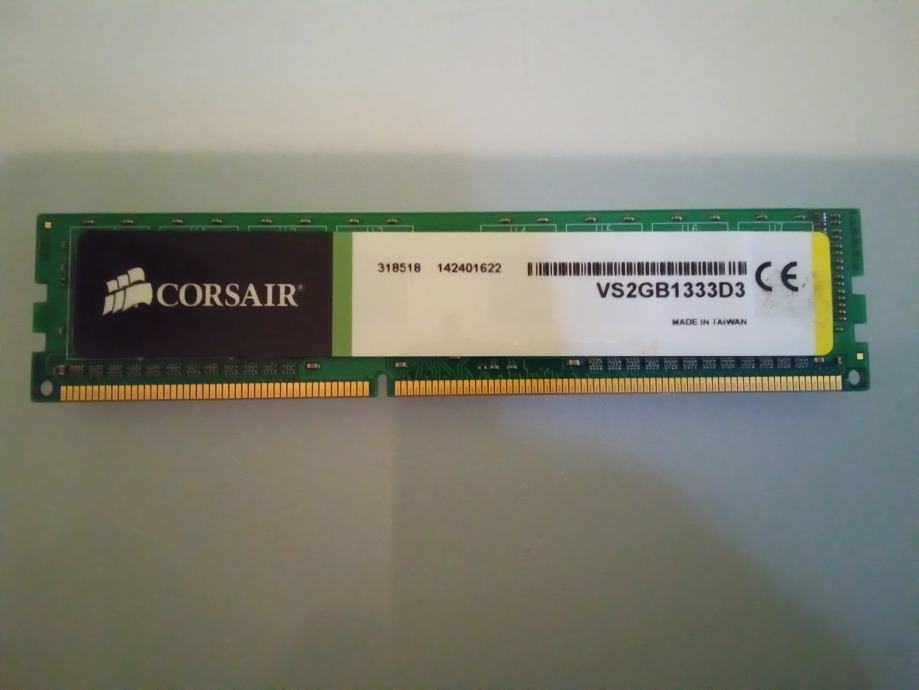 CORSAIR
318518 142401622
CE
VS2GB1333D3
MADE IN TAIWAN